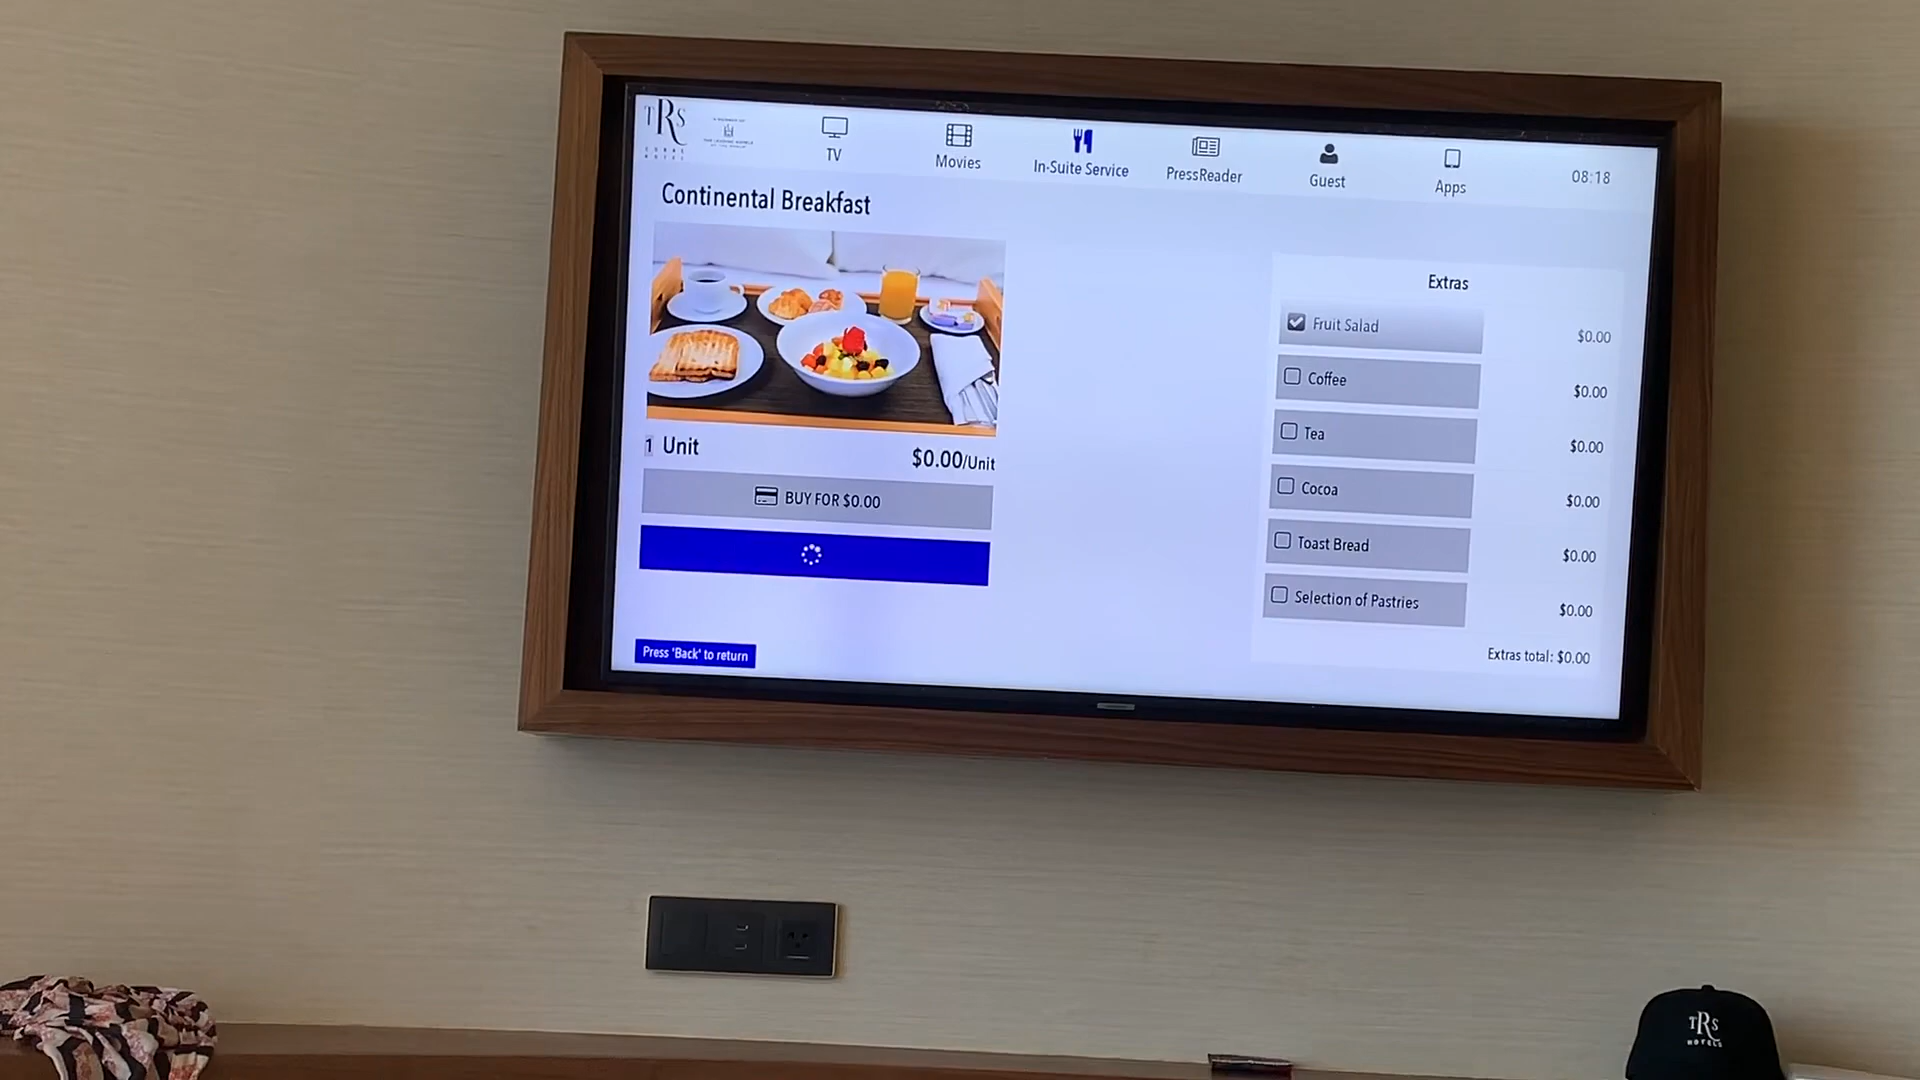 TRS
HOTEL
TV
Movies
In-Suite Service
PressReader
Guest
Apps
08:18
Continental Breakfast
1 Unit
$0.00/Unit
BUY FOR $0.00
Press 'Back' to return
Extras
Fruit Salad $0.00
Coffee $0.00
Tea $0.00
Cocoa $0.00
Toast Bread $0.00
Selection of Pastries $0.00
Extras total: $0.00
TRS
HOTELS